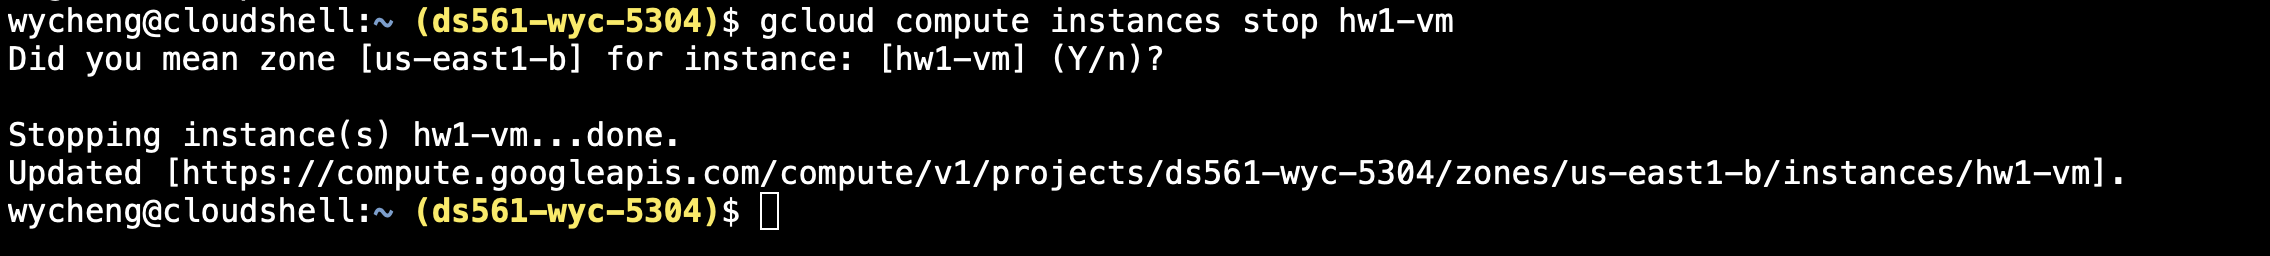 wycheng@cloudshell:~ (ds561-wyc-5304)$ gcloud compute instances stop hw1-vm
Did you mean zone [us-east1-b] for instance: [hw1-vm] (Y/n)?
Stopping instance(s) hw1-vm...done.
Updated [https://compute.googleapis.com/compute/v1/projects/ds561-wyc-5304/zones/us-east1-b/instances/hw1-vm].
wycheng@cloudshell:~ (ds561-wyc-5304)$